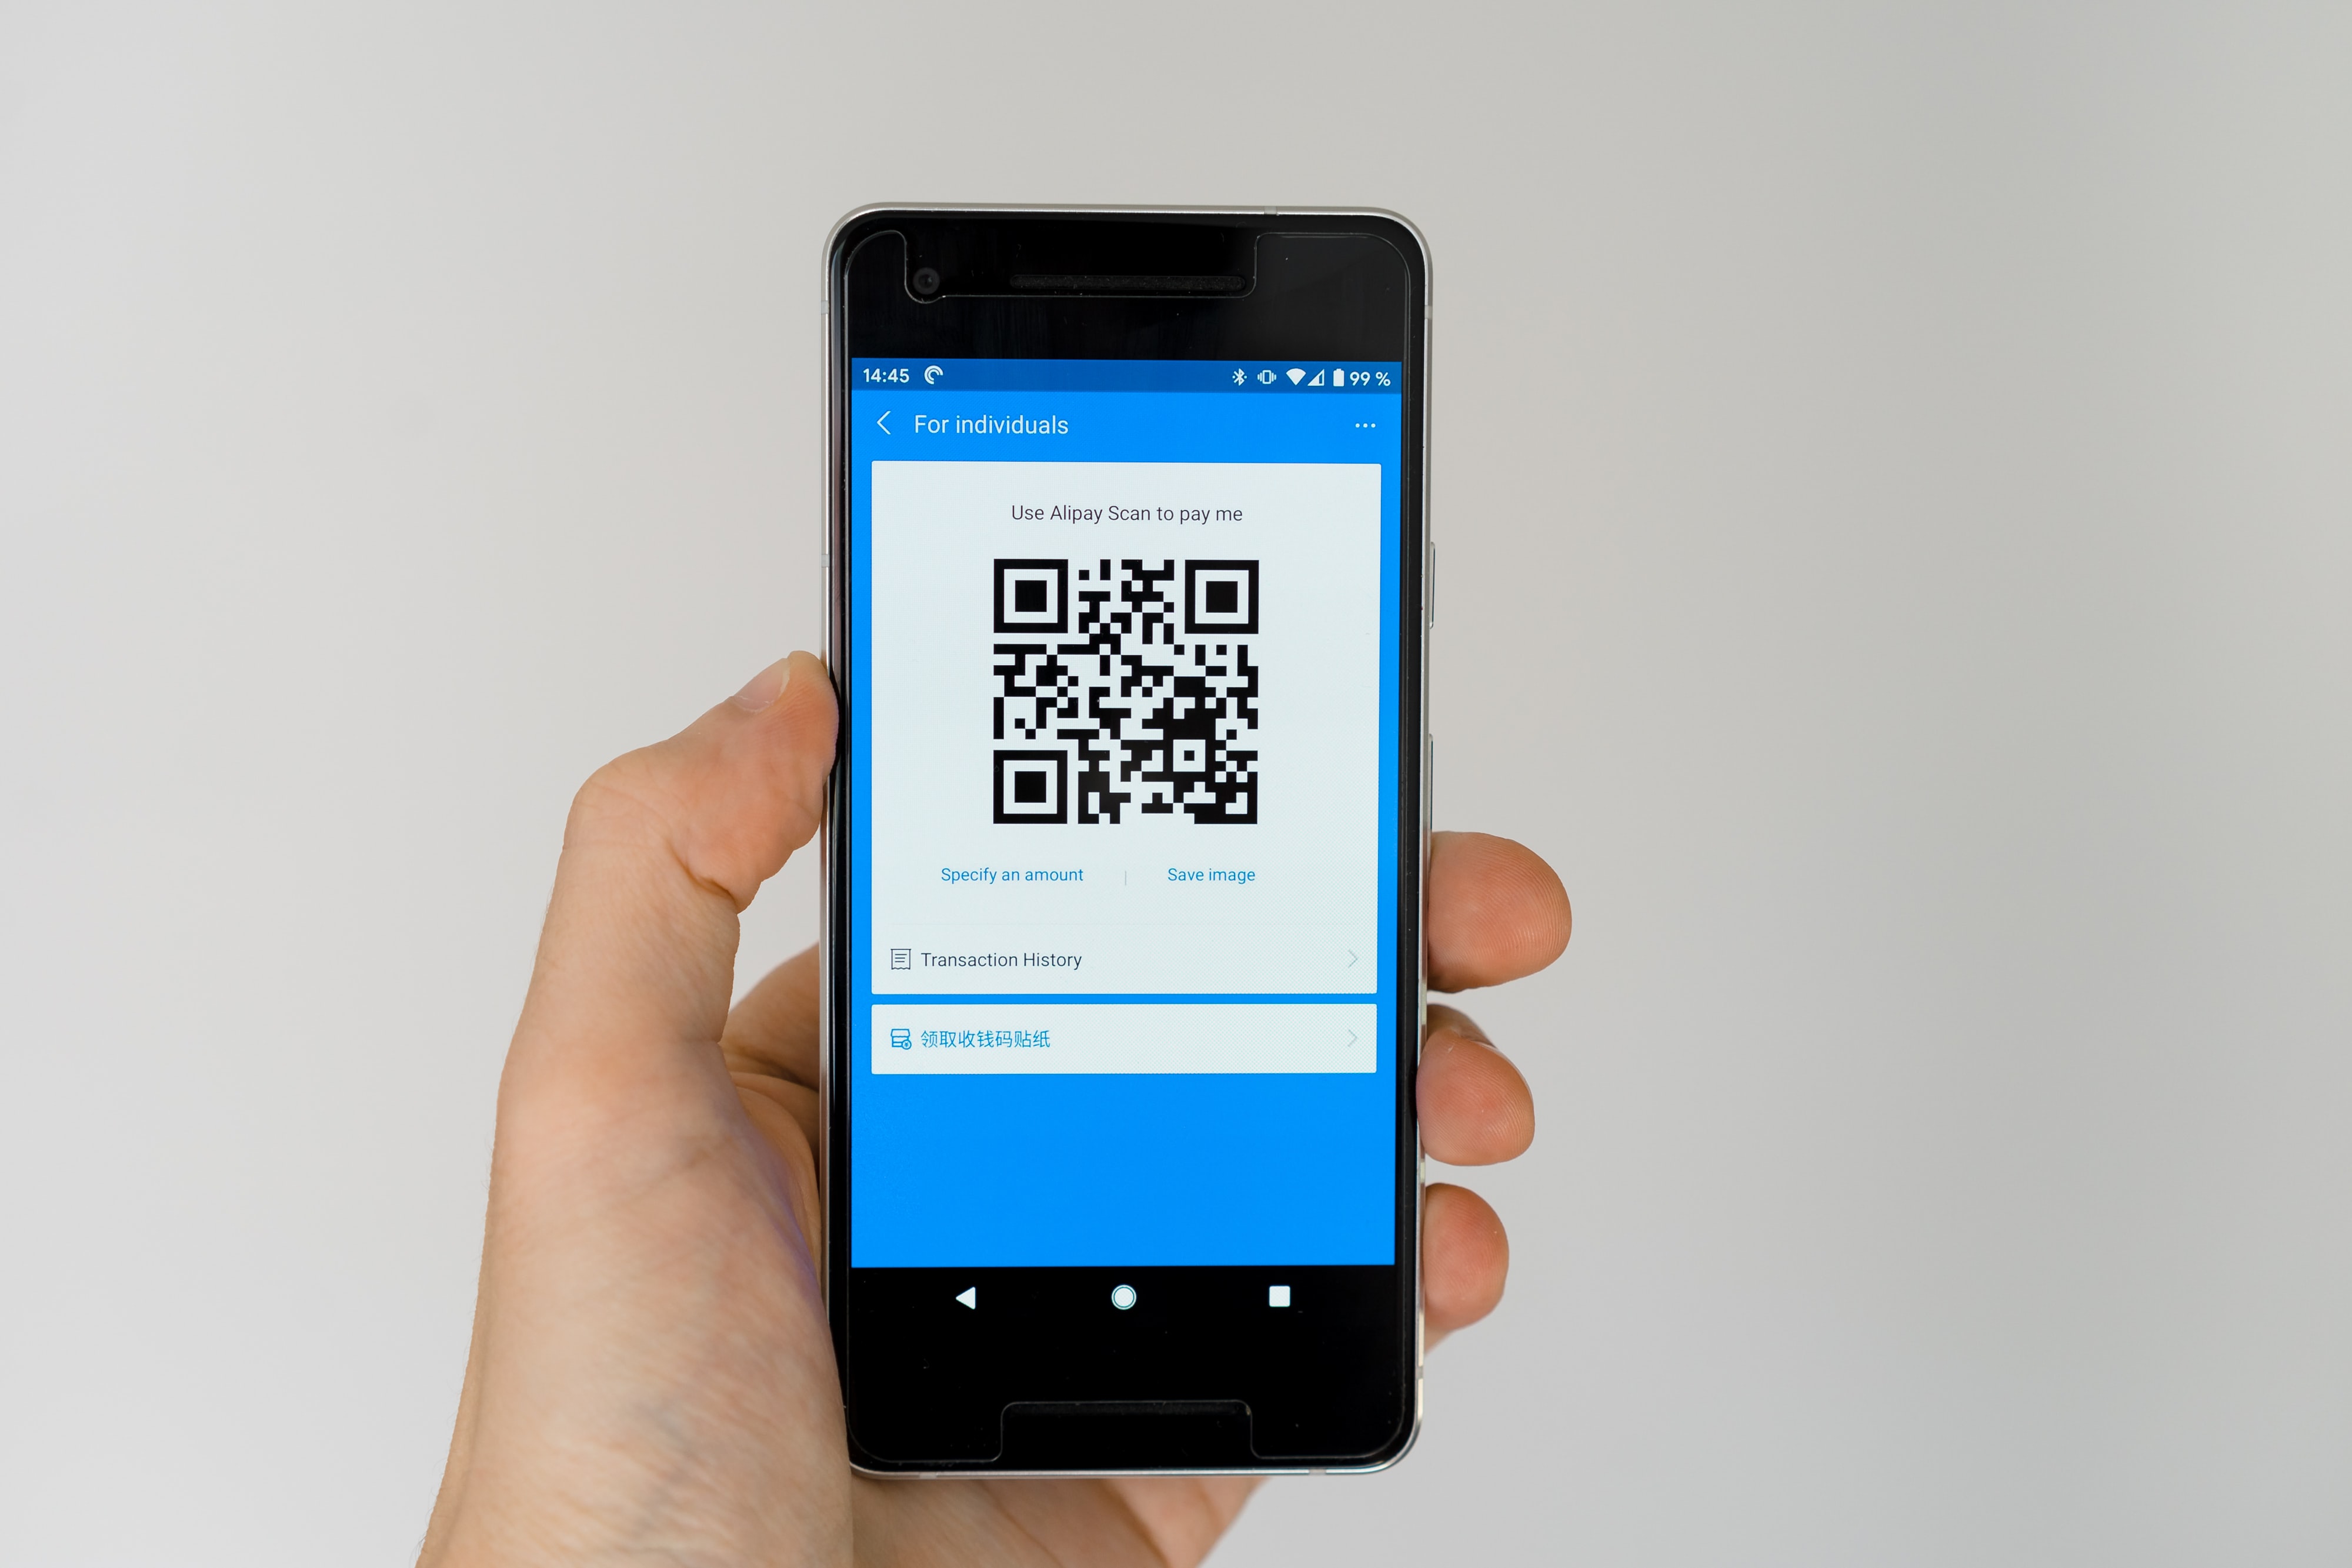 14:45 99 %
For individuals
Use Alipay Scan to pay me
Specify an amount | Save image
Transaction History
领取收钱码贴纸